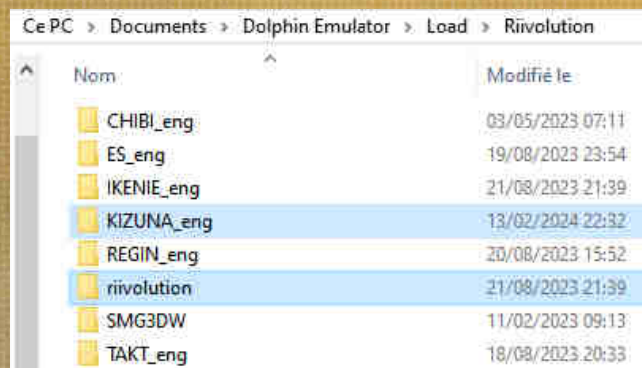 Ce PC > Documents > Dolphin Emulator > Load > Riivolution
Nom Modifié le
CHIBI_eng 03/05/2023 07:11
ES_eng 19/08/2023 23:54
IKENIE_eng 21/08/2023 21:39
KIZUNA_eng 13/02/2024 22:32
REGIN_eng 20/08/2023 15:52
riivolution 21/08/2023 21:39
SMG3DW 11/02/2023 09:13
TAKT_eng 18/08/2023 20:33